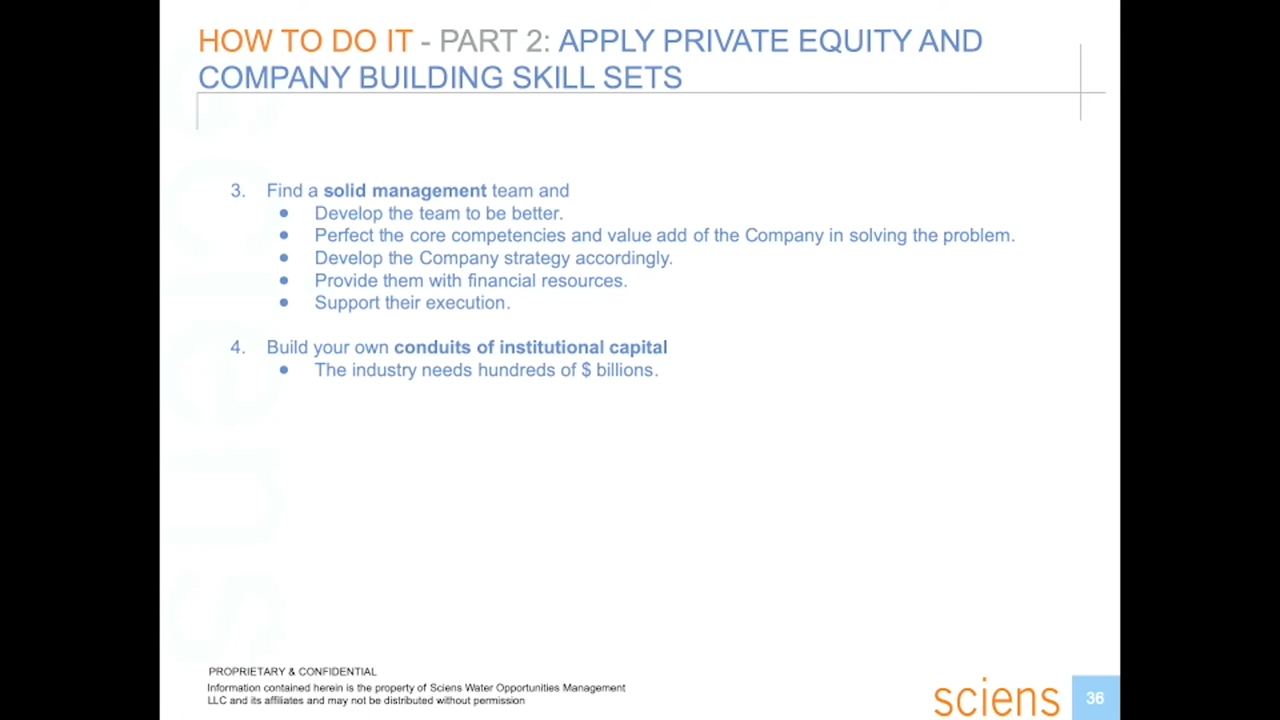 HOW TO DO IT - PART 2: APPLY PRIVATE EQUITY AND
COMPANY BUILDING SKILL SETS
3. Find a solid management team and
● Develop the team to be better.
● Perfect the core competencies and value add of the Company in solving the problem.
● Develop the Company strategy accordingly.
● Provide them with financial resources.
● Support their execution.
4. Build your own conduits of institutional capital
● The industry needs hundreds of $ billions.
PROPRIETARY & CONFIDENTIAL
Information contained herein is the property of Sciens Water Opportunities Management
LLC and its affiliates and may not be distributed without permission
sciens
36
sciens